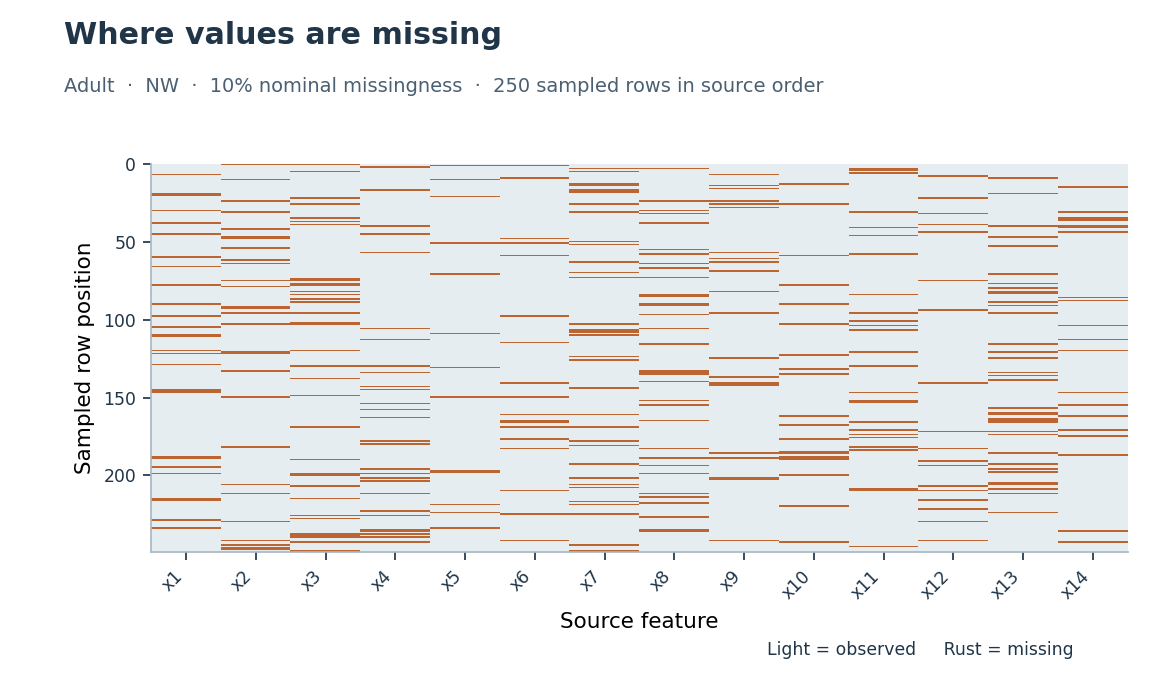 Where values are missing
Adult · NW · 10% nominal missingness · 250 sampled rows in source order
0
50
100
150
200
Sampled row position
x1 x2 x3 x4 x5 x6 x7 x8 x9 x10 x11 x12 x13 x14
Source feature
Light = observed Rust = missing